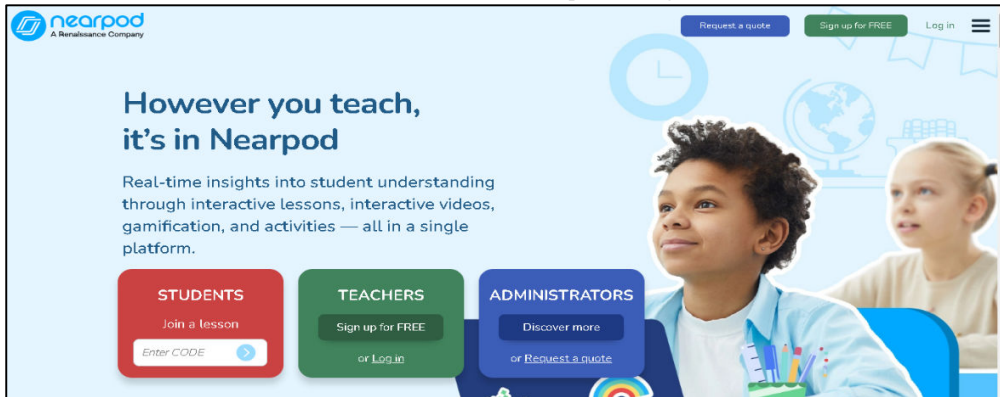 nearpod
A Renaissance Company
Request a quote
Sign up for FREE
Log in
However you teach,
it's in Nearpod
Real-time insights into student understanding
through interactive lessons, interactive videos,
gamification, and activities — all in a single
platform.
STUDENTS
Join a lesson
Enter CODE
TEACHERS
Sign up for FREE
or Log in
ADMINISTRATORS
Discover more
or Request a quote